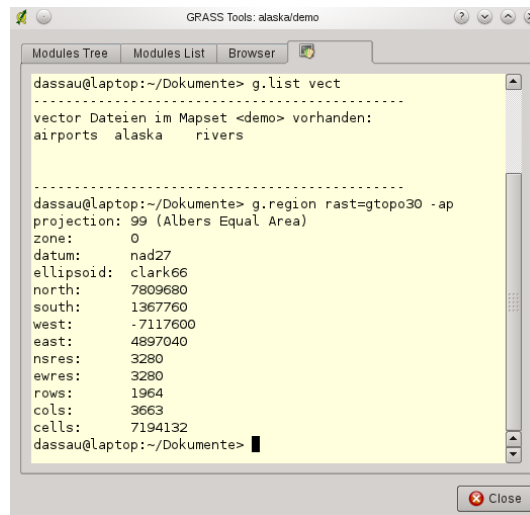 GRASS Tools: alaska/demo
Modules Tree Modules List Browser
dassau@laptop:~/Dokumente> g.list vect
----------------------------------------------
vector Dateien im Mapset <demo> vorhanden:
airports alaska rivers
----------------------------------------------
dassau@laptop:~/Dokumente> g.region rast=gtopo30 -ap
projection: 99 (Albers Equal Area)
zone: 0
datum: nad27
ellipsoid: clark66
north: 7809680
south: 1367760
west: -7117600
east: 4897040
nsres: 3280
ewres: 3280
rows: 1964
cols: 3663
cells: 7194132
dassau@laptop:~/Dokumente>
Close